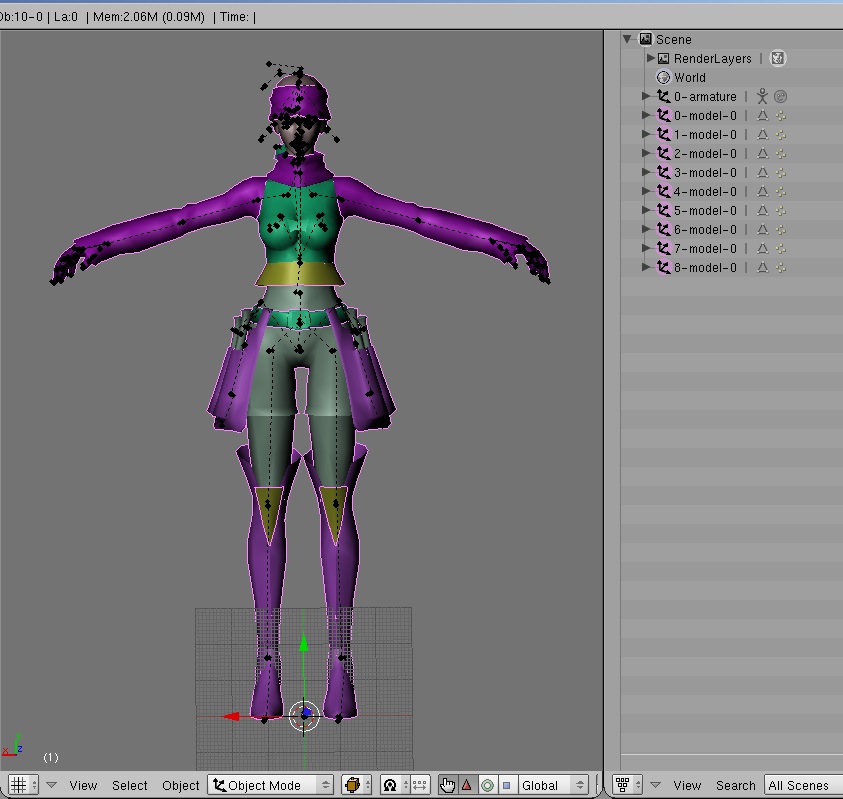 Ob:10-0 | La:0 | Mem:2.06M (0.09M) | Time: |
Scene
RenderLayers |
World
0-armature |
0-model-0 |
1-model-0 |
2-model-0 |
3-model-0 |
4-model-0 |
5-model-0 |
6-model-0 |
7-model-0 |
8-model-0 |
x z
(1)
View Select Object Object Mode Global
View Search All Scenes